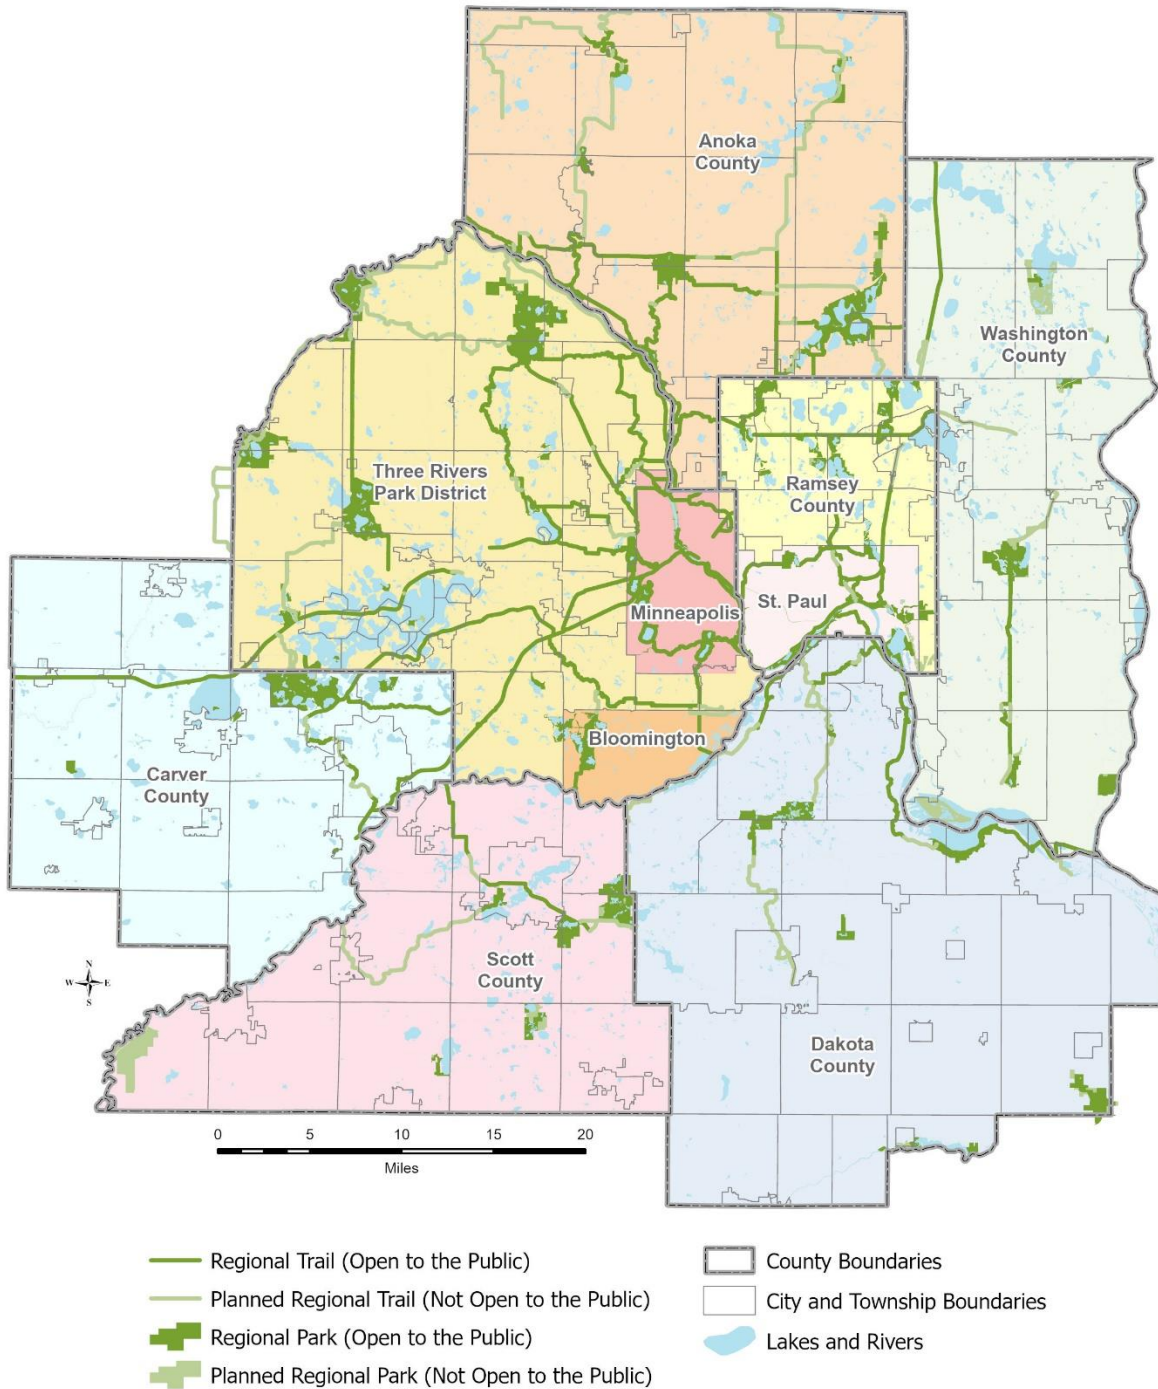 Anoka
County
Washington
County
Three Rivers
Park District
Ramsey
County
Minneapolis
St. Paul
Bloomington
Carver
County
Scott
County
Dakota
County
N
W E
S
0 5 10 15 20
Miles
Regional Trail (Open to the Public)
Planned Regional Trail (Not Open to the Public)
Regional Park (Open to the Public)
Planned Regional Park (Not Open to the Public)
County Boundaries
City and Township Boundaries
Lakes and Rivers